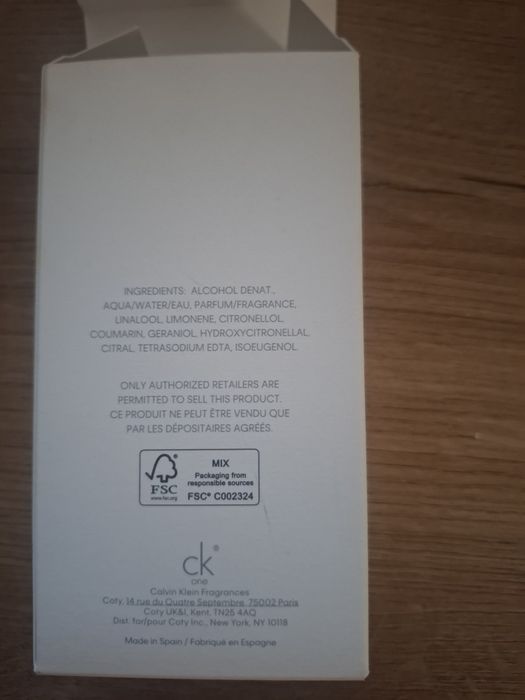 INGREDIENTS: ALCOHOL DENAT.,
AQUA/WATER/EAU, PARFUM/FRAGRANCE,
LINALOOL, LIMONENE, CITRONELLOL,
COUMARIN, GERANIOL, HYDROXYCITRONELLAL,
CITRAL, TETRASODIUM EDTA, ISOEUGENOL.
ONLY AUTHORIZED RETAILERS ARE
PERMITTED TO SELL THIS PRODUCT.
CE PRODUIT NE PEUT ÊTRE VENDU QUE
PAR LES DÉPOSITAIRES AGRÉÉS.
FSC
www.fsc.org
MIX
Packaging from
responsible sources
FSC® C002324
ck®
one
Calvin Klein Fragrances
Coty, 14 rue du Quatre Septembre, 75002 Paris
Coty UK&I, Kent, TN25 4AQ
Dist. for/pour Coty Inc., New York, NY 10118
Made in Spain / Fabriqué en Espagne